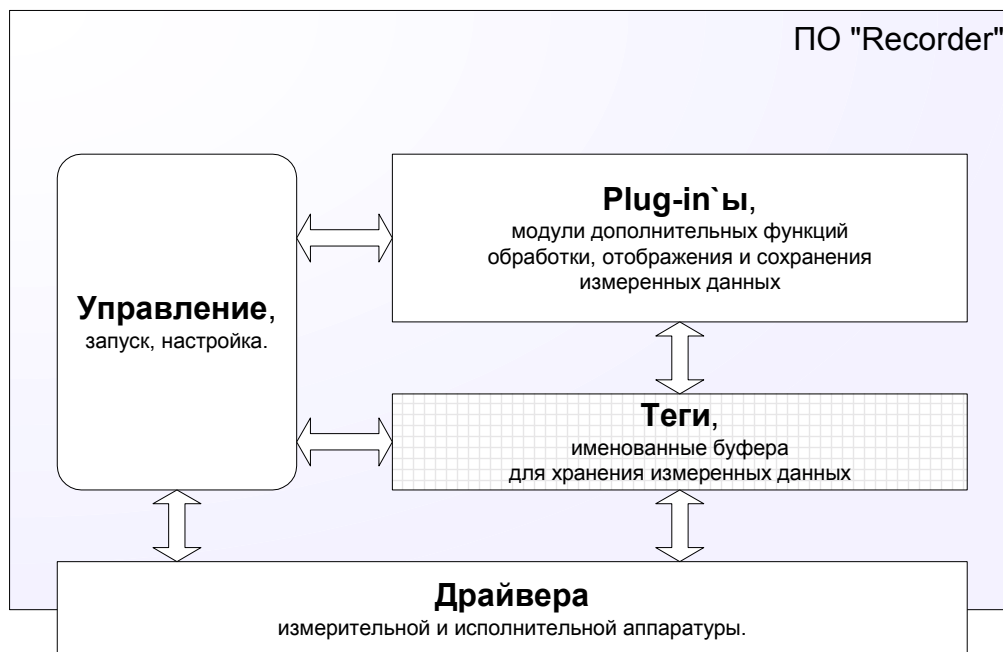 ПО "Recorder"
Plug-in`ы,
модули дополнительных функций
обработки, отображения и сохранения
измеренных данных
Управление,
запуск, настройка.
Теги,
именованные буфера
для хранения измеренных данных
Драйвера
измерительной и исполнительной аппаратуры.